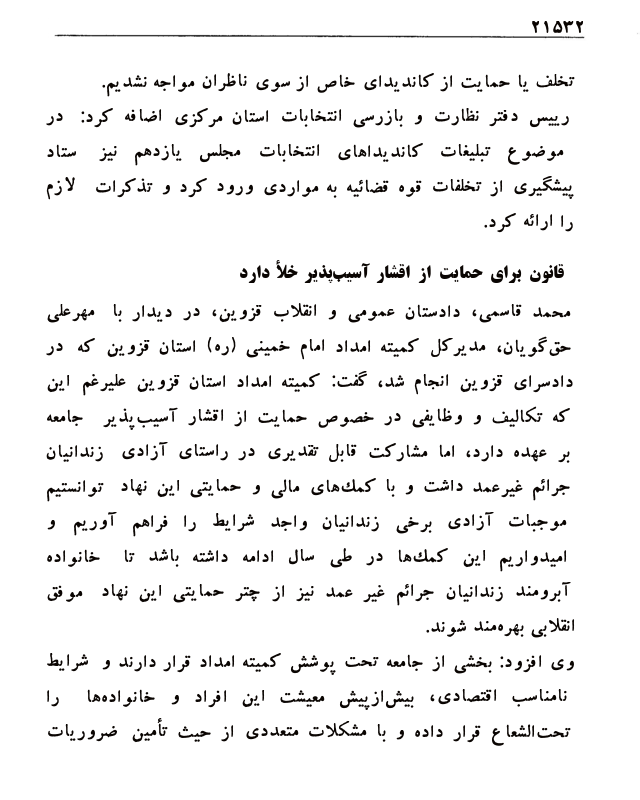 ۲۱۵۳۲
تخلف یا حمایت از کاندیدای خاص از سوی ناظران مواجه نشدیم.
رییس دفتر نظارت و بازرسی انتخابات استان مرکزی اضافه کرد: در
موضوع تبلیغات کاندیداهای انتخابات مجلس یازدهم نیز ستاد
پیشگیری از تخلفات قوه قضائیه به مواردی ورود کرد و تذکرات لازم
را ارائه کرد.
قانون برای حمایت از اقشار آسیب‌پذیر خلأ دارد
محمد قاسمی، دادستان عمومی و انقلاب قزوین، در دیدار با مهرعلی
حق‌گویان، مدیرکل کمیته امداد امام خمینی (ره) استان قزوین که در
دادسرای قزوین انجام شد، گفت: کمیته امداد استان قزوین علیرغم این
که تکالیف و وظایفی در خصوص حمایت از اقشار آسیب‌پذیر جامعه
بر عهده دارد، اما مشارکت قابل تقدیری در راستای آزادی زندانیان
جرائم غیرعمد داشت و با کمك‌های مالی و حمایتی این نهاد توانستیم
موجبات آزادی برخی زندانیان واجد شرایط را فراهم آوریم و
امیدواریم این کمك‌ها در طی سال ادامه داشته باشد تا خانواده
آبرومند زندانیان جرائم غیر عمد نیز از چتر حمایتی این نهاد موفق
انقلابی بهره‌مند شوند.
وی افزود: بخشی از جامعه تحت پوشش کمیته امداد قرار دارند و شرایط
نامناسب اقتصادی، بیش‌ازپیش معیشت این افراد و خانواده‌ها را
تحت‌الشعاع قرار داده و با مشکلات متعددی از حیث تأمین ضروریات